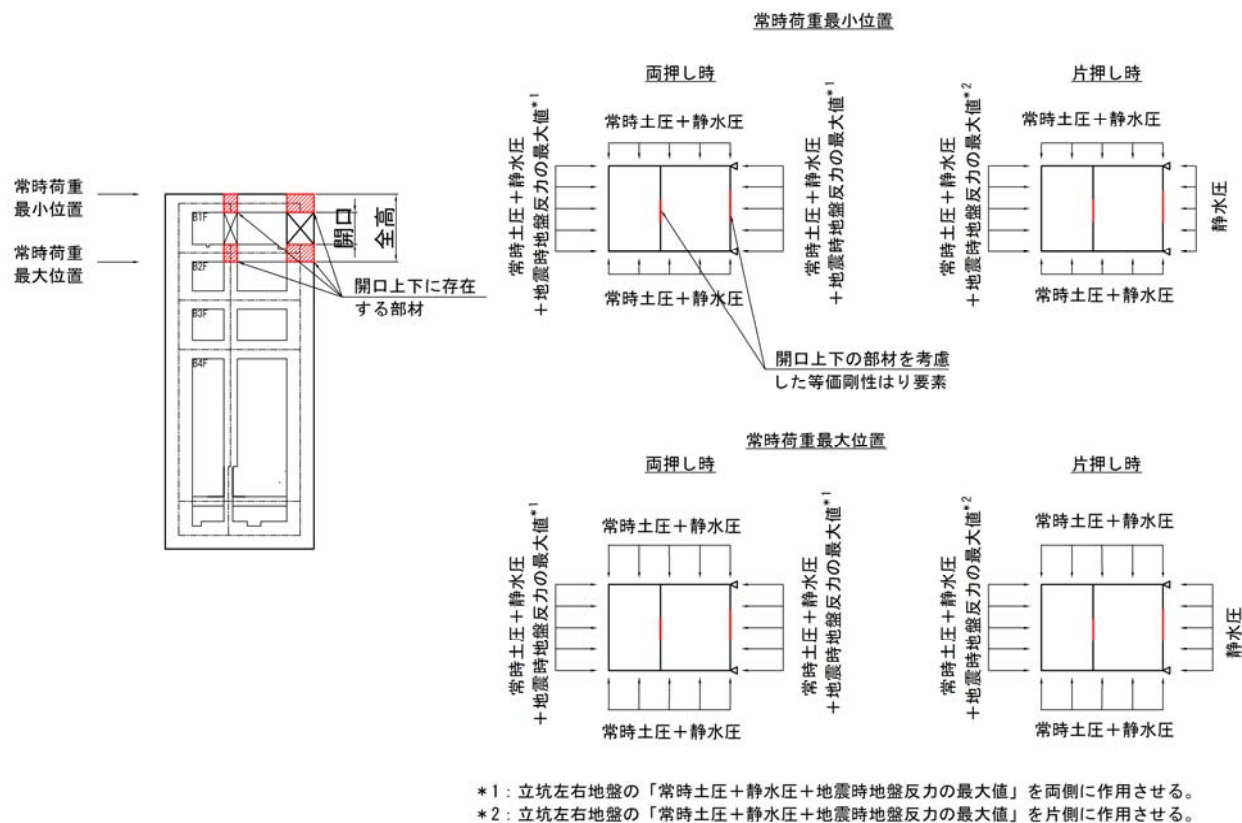 常時荷重最小位置
両押し時
片押し時
常時土圧+静水圧
+地震時地盤反力の最大値*1
常時土圧+静水圧
常時土圧+静水圧
常時土圧+静水圧
+地震時地盤反力の最大値*1
常時土圧+静水圧
+地震時地盤反力の最大値*2
常時土圧+静水圧
常時土圧+静水圧
静水圧
常時荷重
最小位置
常時荷重
最大位置
B1F
B2F
B3F
B4F
開口
全高
開口上下に存在
する部材
開口上下の部材を考慮
した等価剛性はり要素
常時荷重最大位置
両押し時
片押し時
常時土圧+静水圧
+地震時地盤反力の最大値*1
常時土圧+静水圧
常時土圧+静水圧
常時土圧+静水圧
+地震時地盤反力の最大値*1
常時土圧+静水圧
+地震時地盤反力の最大値*2
常時土圧+静水圧
常時土圧+静水圧
静水圧
*1:立坑左右地盤の「常時土圧+静水圧+地震時地盤反力の最大値」を両側に作用させる。
*2:立坑左右地盤の「常時土圧+静水圧+地震時地盤反力の最大値」を片側に作用させる。